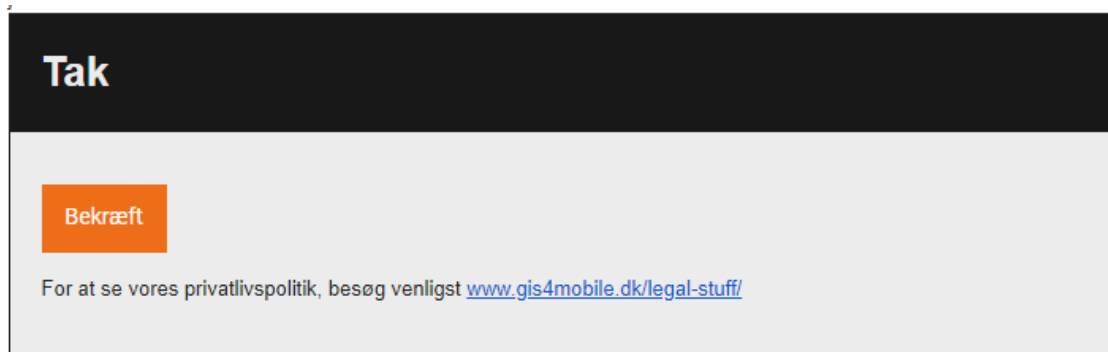 Tak
Bekræft
For at se vores privatlivspolitik, besøg venligst www.gis4mobile.dk/legal-stuff/